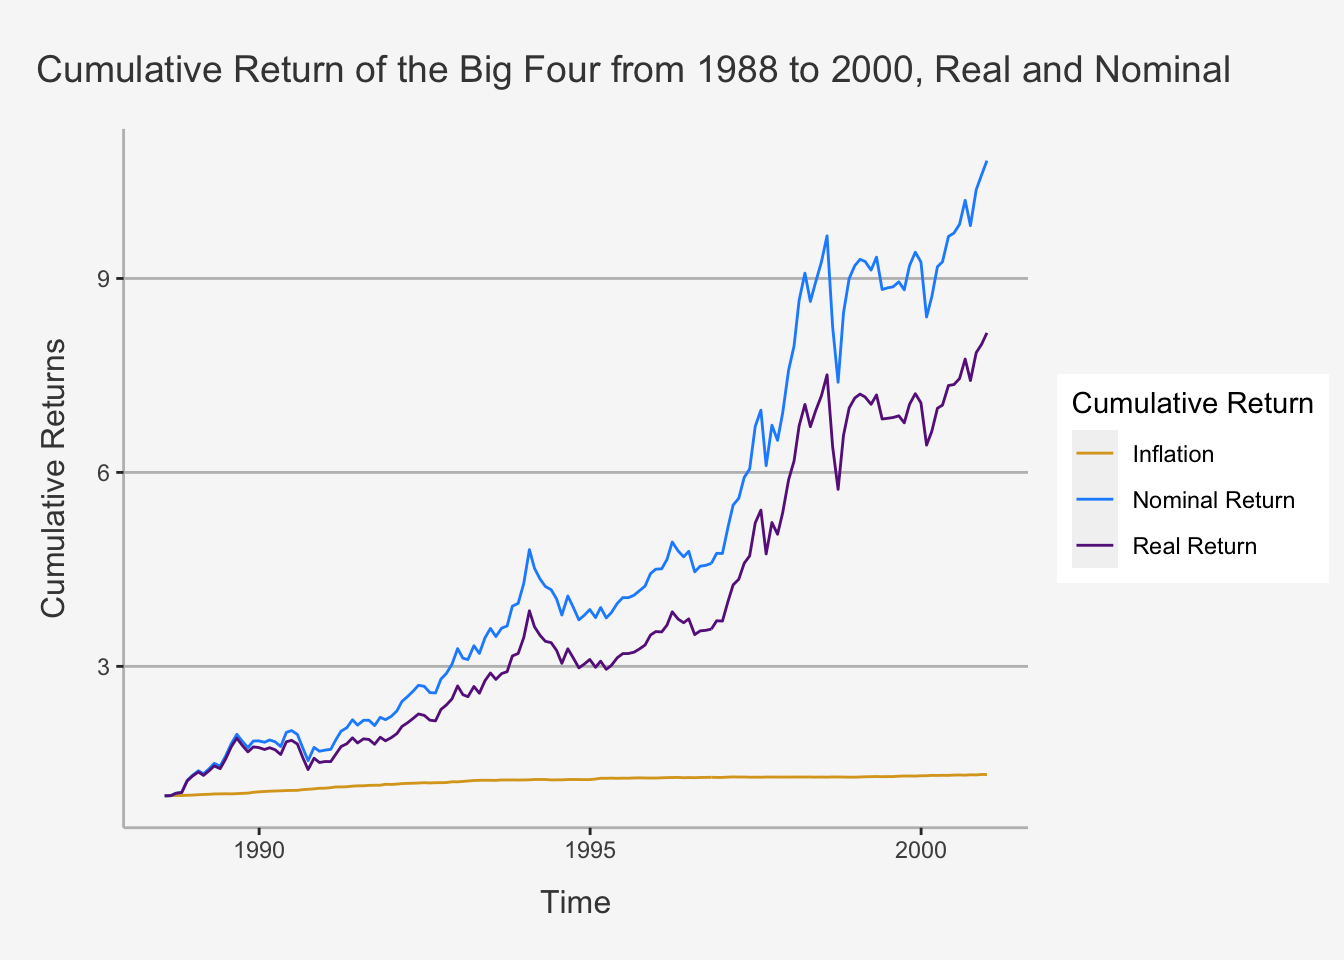 Cumulative Return of the Big Four from 1988 to 2000, Real and Nominal
Cumulative Returns
9
6
3
1990 1995 2000
Time
Cumulative Return
Inflation
Nominal Return
Real Return